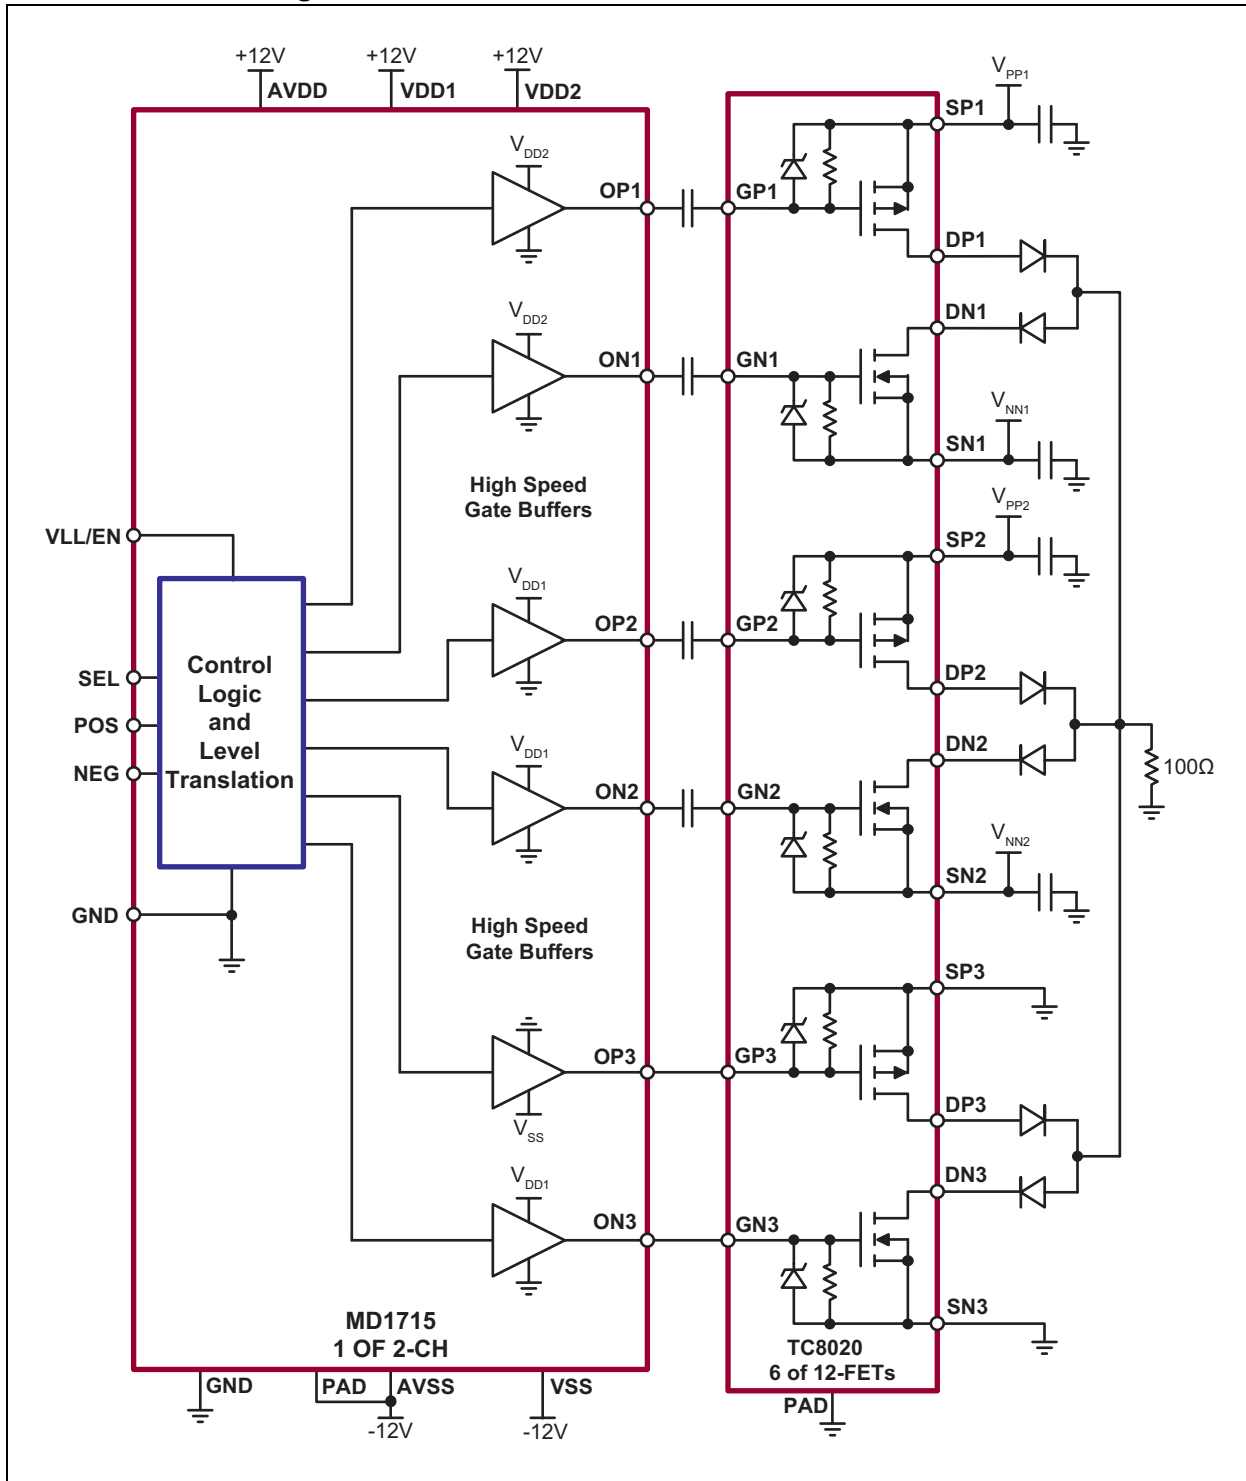 +12V
+12V
+12V
AVDD
VDD1
VDD2
VPP1
SP1
VDD2
OP1
GP1
DP1
VDD2
DN1
ON1
GN1
VNN1
SN1
High Speed
Gate Buffers
VPP2
VLL/EN
SP2
VDD1
OP2
GP2
Control
Logic
and
Level
Translation
SEL
POS
NEG
DP2
VDD1
DN2
100Ω
ON2
GN2
VNN2
SN2
GND
High Speed
Gate Buffers
SP3
OP3
GP3
VSS
DP3
VDD1
DN3
ON3
GN3
SN3
MD1715
1 OF 2-CH
TC8020
6 of 12-FETs
GND
PAD
AVSS
VSS
PAD
-12V
-12V